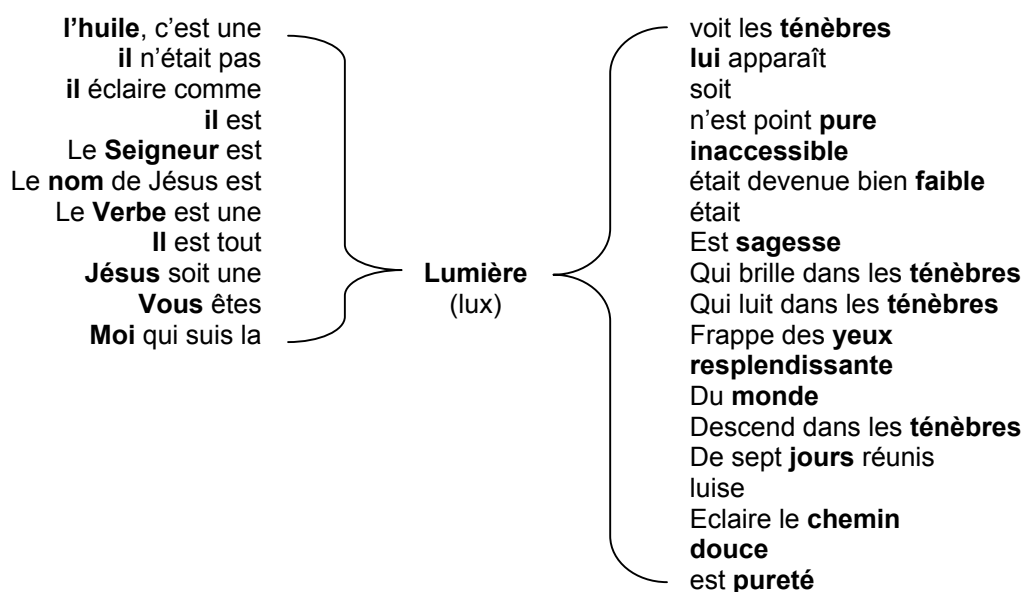 l’huile, c’est une
il n’était pas
il éclaire comme
il est
Le Seigneur est
Le nom de Jésus est
Le Verbe est une
Il est tout
Jésus soit une
Vous êtes
Moi qui suis la
Lumière
(lux)
voit les ténèbres
lui apparaît
soit
n’est point pure
inaccessible
était devenue bien faible
était
Est sagesse
Qui brille dans les ténèbres
Qui luit dans les ténèbres
Frappe des yeux
resplendissante
Du monde
Descend dans les ténèbres
De sept jours réunis
luise
Eclaire le chemin
douce
est pureté